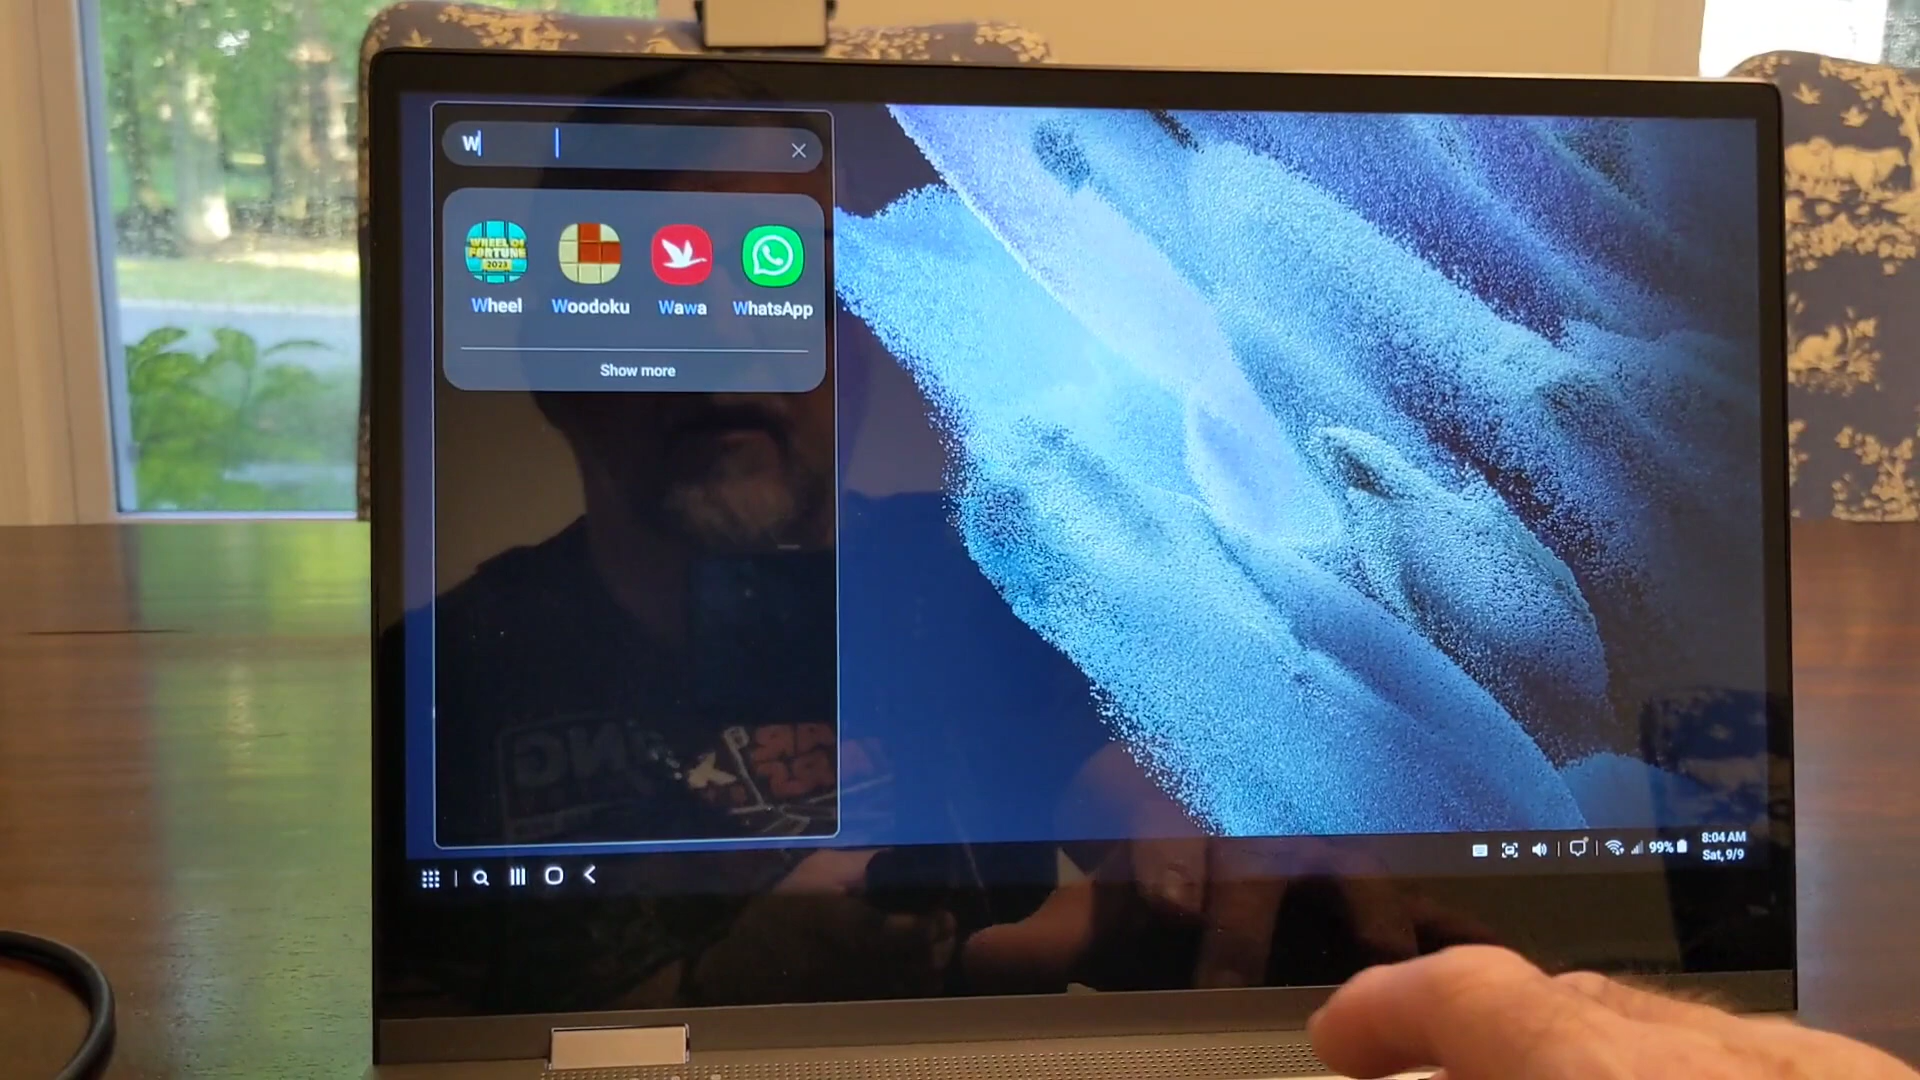 W
WHEEL OF
FORTUNE
2023
Wheel
Woodoku
Wawa
WhatsApp
Show more
99%
8:04 AM
Sat, 9/9